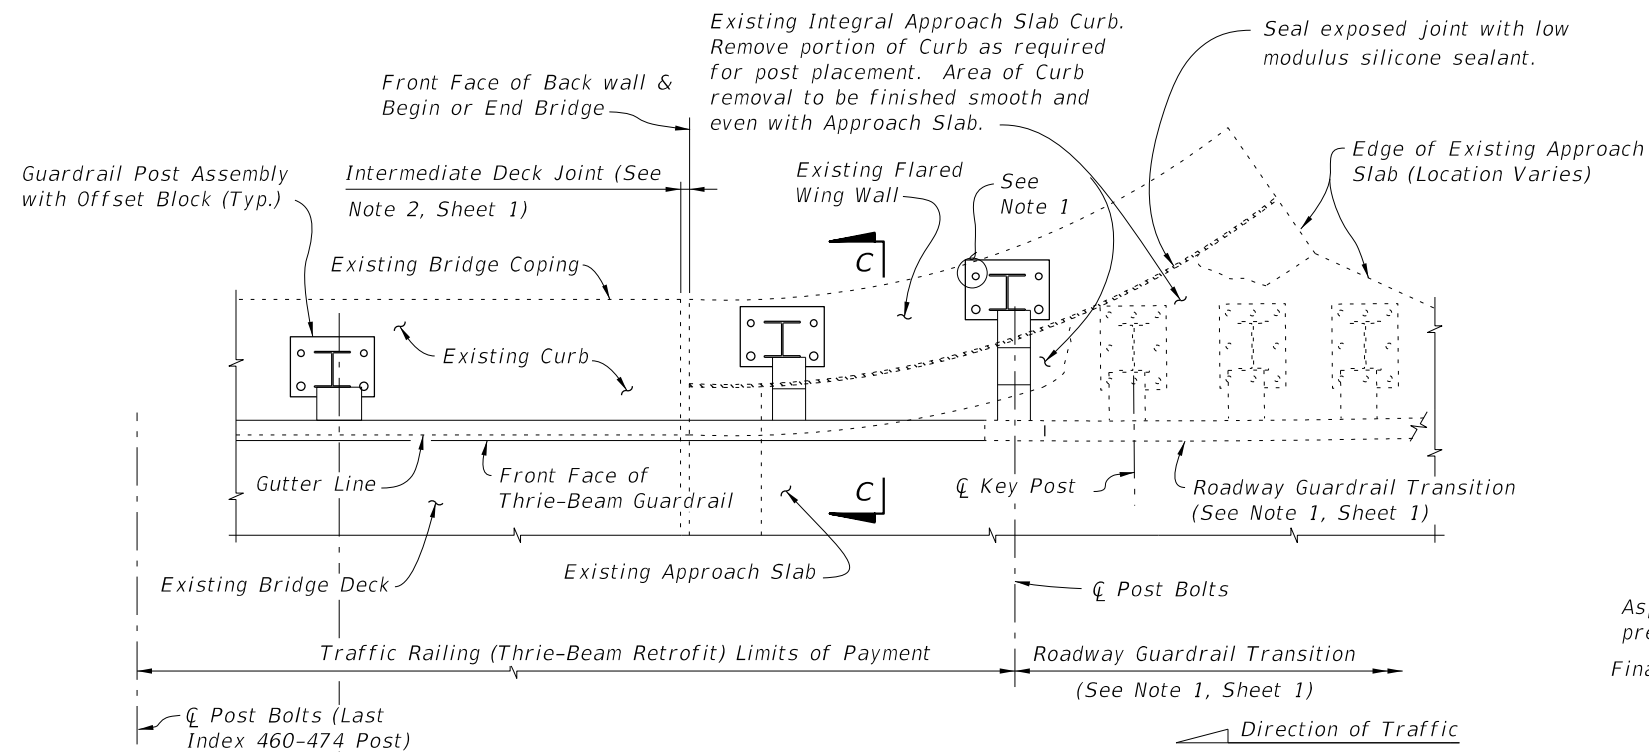 Existing Integral Approach Slab Curb.
Remove portion of Curb as required
for post placement. Area of Curb
removal to be finished smooth and
even with Approach Slab.
Seal exposed joint with low
modulus silicone sealant.
Front Face of Back wall &
Begin or End Bridge
Guardrail Post Assembly
with Offset Block (Typ.)
Intermediate Deck Joint (See
Note 2, Sheet 1)
Existing Flared
Wing Wall
See
Note 1
Edge of Existing Approach
Slab (Location Varies)
Existing Bridge Coping
C
Existing Curb
Gutter Line
Front Face of
Thrie-Beam Guardrail
C
℄ Key Post
Roadway Guardrail Transition
(See Note 1, Sheet 1)
Existing Bridge Deck
Existing Approach Slab
℄ Post Bolts
Traffic Railing (Thrie-Beam Retrofit) Limits of Payment
Roadway Guardrail Transition
(See Note 1, Sheet 1)
℄ Post Bolts (Last
Index 460-474 Post)
Direction of Traffic